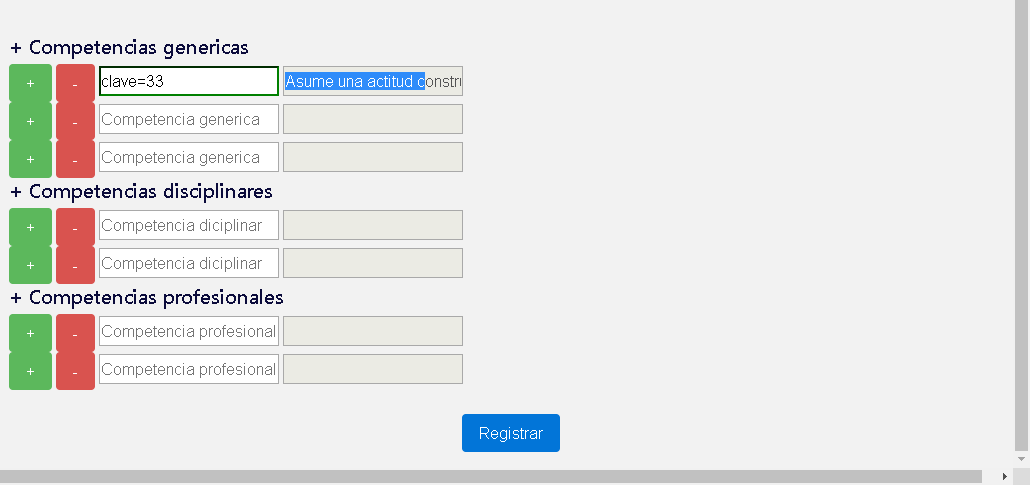 + Competencias genericas
+ - clave=33 Asume una actitud constru
+ - Competencia generica
+ - Competencia generica
+ Competencias disciplinares
+ - Competencia diciplinar
+ - Competencia diciplinar
+ Competencias profesionales
+ - Competencia profesional
+ - Competencia profesional
Registrar